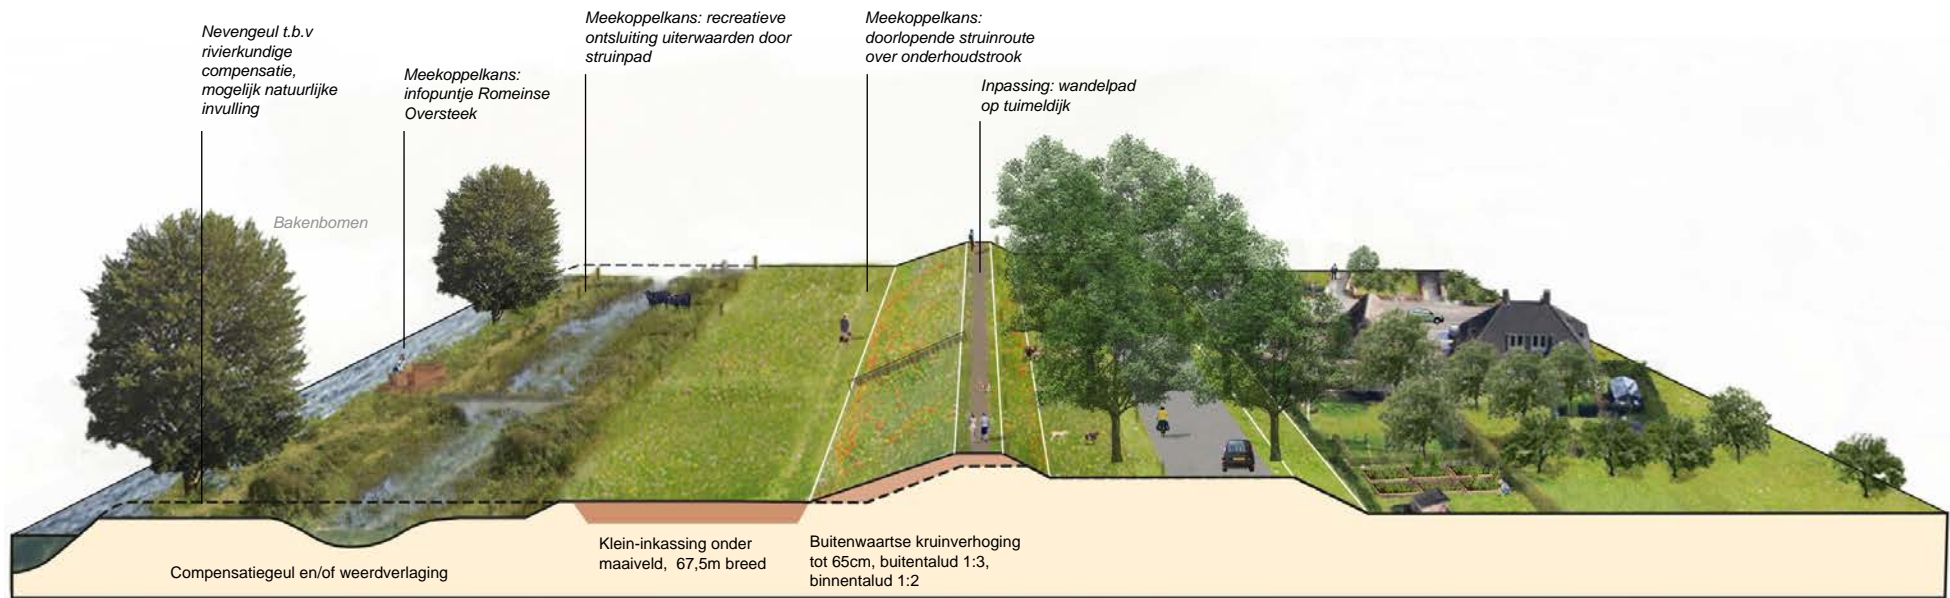 Nevengeul t.b.v
rivierkundige
compensatie,
mogelijk natuurlijke
invulling
Meekoppelkans:
infopuntje Romeinse
Oversteek
Meekoppelkans: recreatieve
ontsluiting uiterwaarden door
struinpad
Meekoppelkans:
doorlopende struinroute
over onderhoudstrook
Inpassing: wandelpad
op tuimeldijk
Bakenbomen
Compensatiegeul en/of weerdverlaging
Klein-inkassing onder
maaiveld, 67,5m breed
Buitenwaartse kruinverhoging
tot 65cm, buitentalud 1:3,
binnentalud 1:2